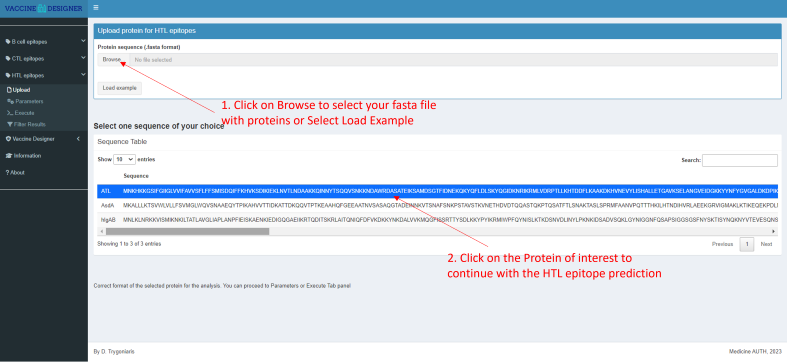 VACCINE DESIGNER
B cell epitopes
CTL epitopes
HTL epitopes
Upload
Parameters
Execute
Filter Results
Vaccine Designer
Information
? About
Upload protein for HTL epitopes
Protein sequence (.fasta format)
Browse... No file selected
Load example
1. Click on Browse to select your fasta file
with proteins or Select Load Example
Select one sequence of your choice
Sequence Table
Show 10 entries
Search:
Sequence
ATL
AsdA
hlgAB
Showing 1 to 3 of 3 entries
Previous 1 Next
2. Click on the Protein of interest to
continue with the HTL epitope prediction
Correct format of the selected protein for the analysis. You can proceed to Parameters or Execute Tab panel
By D. Trygoniaris
Medicine AUTH, 2023